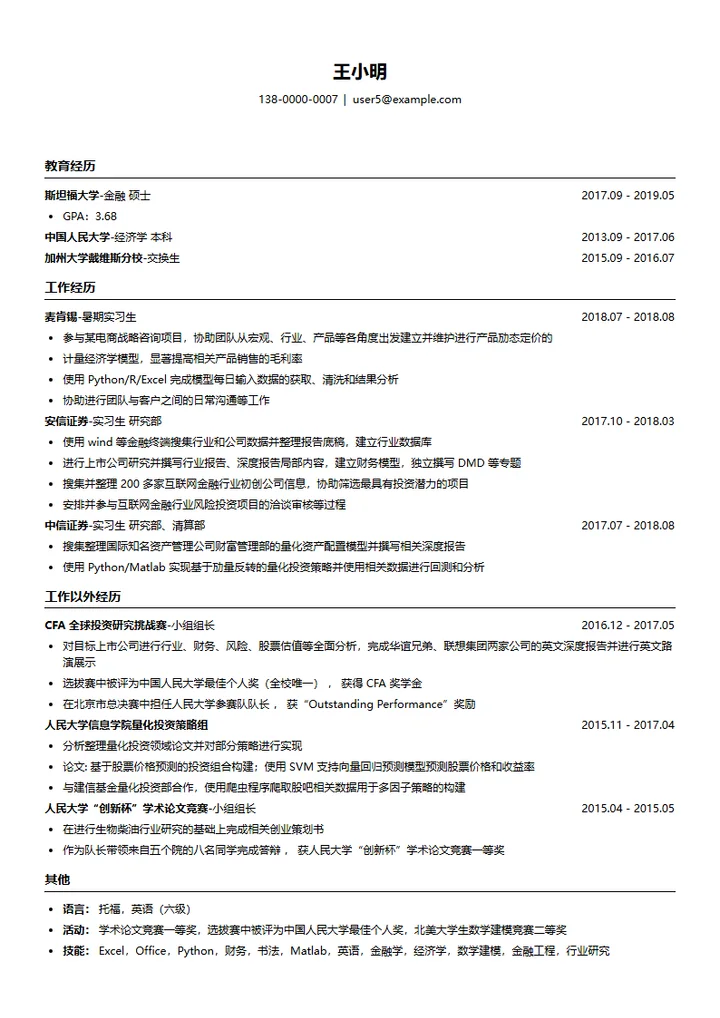 王小明
138-0000-0007 | user5@example.com
教育经历
斯坦福大学-金融 硕士 2017.09 - 2019.05
• GPA：3.68
中国人民大学-经济学 本科 2013.09 - 2017.06
加州大学戴维斯分校-交换生 2015.09 - 2016.07
工作经历
麦肯锡-暑期实习生 2018.07 - 2018.08
• 参与某电商战略咨询项目，协助团队从宏观、行业、产品等各角度出发建立并维护进行产品励态定价的
• 计量经济学模型，显著提高相关产品销售的毛利率
• 使用 Python/R/Excel 完成模型每日输入数据的获取、清洗和结果分析
• 协助进行团队与客户之间的日常沟通等工作
安信证券-实习生 研究部 2017.10 - 2018.03
• 使用 wind 等金融终端搜集行业和公司数据并整理报告底稿，建立行业数据库
• 进行上市公司研究并撰写行业报告、深度报告局部内容，建立财务模型，独立撰写 DMD 等专题
• 搜集并整理 200 多家互联网金融行业初创公司信息，协助筛选最具有投资潜力的项目
• 安排并参与互联网金融行业风险投资项目的洽谈审核等过程
中信证券-实习生 研究部、清算部 2017.07 - 2018.08
• 搜集整理国际知名资产管理公司财富管理部的量化资产配置模型并撰写相关深度报告
• 使用 Python/Matlab 实现基于劢量反转的量化投资策略并使用相关数据进行回测和分析
工作以外经历
CFA 全球投资研究挑战赛-小组组长 2016.12 - 2017.05
• 对目标上市公司进行行业、财务、风险、股票估值等全面分析，完成华谊兄弟、联想集团两家公司的英文深度报告并进行英文路
演展示
• 选拔赛中被评为中国人民大学最佳个人奖（全校唯一） ， 获得 CFA 奖学金
• 在北京市总决赛中担任人民大学参赛队队长 ， 获“Outstanding Performance”奖励
人民大学信息学院量化投资策略组 2015.11 - 2017.04
• 分析整理量化投资领域论文并对部分策略进行实现
• 论文: 基于股票价格预测的投资组合构建；使用 SVM 支持向量回归预测模型预测股票价格和收益率
• 与建信基金量化投资部合作，使用爬虫程序爬取股吧相关数据用于多因子策略的构建
人民大学“创新杯”学术论文竞赛-小组组长 2015.04 - 2015.05
• 在进行生物柴油行业研究的基础上完成相关创业策划书
• 作为队长带领来自五个院的八名同学完成答辩 ， 获人民大学“创新杯”学术论文竞赛一等奖
其他
• 语言： 托福，英语（六级）
• 活动： 学术论文竞赛一等奖，选拔赛中被评为中国人民大学最佳个人奖，北美大学生数学建模竞赛二等奖
• 技能： Excel，Office，Python，财务，书法，Matlab，英语，金融学，经济学，数学建模，金融工程，行业研究